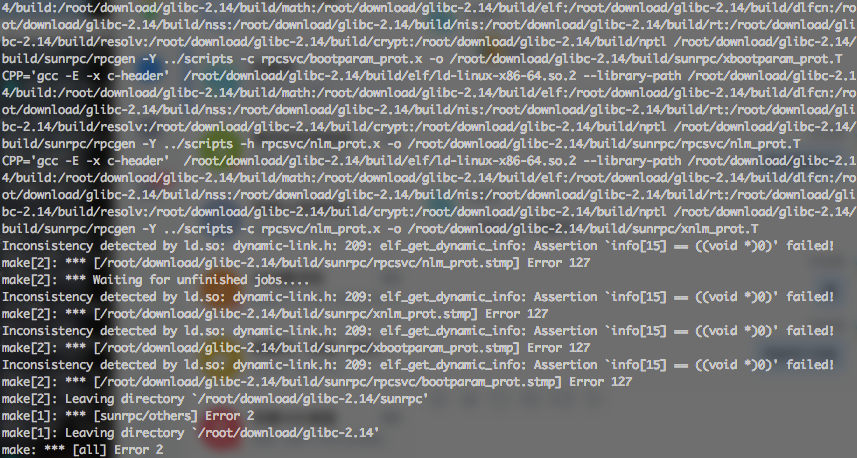 4/build:/root/download/glibc-2.14/build/math:/root/download/glibc-2.14/build/elf:/root/download/glibc-2.14/build/dlfcn:/ro
ot/download/glibc-2.14/build/nss:/root/download/glibc-2.14/build/nis:/root/download/glibc-2.14/build/rt:/root/download/gli
bc-2.14/build/resolv:/root/download/glibc-2.14/build/crypt:/root/download/glibc-2.14/build/nptl /root/download/glibc-2.14/
build/sunrpc/rpcgen -Y ../scripts -c rpcsvc/bootparam_prot.x -o /root/download/glibc-2.14/build/sunrpc/xbootparam_prot.T
CPP='gcc -E -x c-header'  /root/download/glibc-2.14/build/elf/ld-linux-x86-64.so.2 --library-path /root/download/glibc-2.1
4/build:/root/download/glibc-2.14/build/math:/root/download/glibc-2.14/build/elf:/root/download/glibc-2.14/build/dlfcn:/ro
ot/download/glibc-2.14/build/nss:/root/download/glibc-2.14/build/nis:/root/download/glibc-2.14/build/rt:/root/download/gli
bc-2.14/build/resolv:/root/download/glibc-2.14/build/crypt:/root/download/glibc-2.14/build/nptl /root/download/glibc-2.14/
build/sunrpc/rpcgen -Y ../scripts -h rpcsvc/nlm_prot.x -o /root/download/glibc-2.14/build/sunrpc/rpcsvc/nlm_prot.T
CPP='gcc -E -x c-header'  /root/download/glibc-2.14/build/elf/ld-linux-x86-64.so.2 --library-path /root/download/glibc-2.1
4/build:/root/download/glibc-2.14/build/math:/root/download/glibc-2.14/build/elf:/root/download/glibc-2.14/build/dlfcn:/ro
ot/download/glibc-2.14/build/nss:/root/download/glibc-2.14/build/nis:/root/download/glibc-2.14/build/rt:/root/download/gli
bc-2.14/build/resolv:/root/download/glibc-2.14/build/crypt:/root/download/glibc-2.14/build/nptl /root/download/glibc-2.14/
build/sunrpc/rpcgen -Y ../scripts -c rpcsvc/nlm_prot.x -o /root/download/glibc-2.14/build/sunrpc/xnlm_prot.T
Inconsistency detected by ld.so: dynamic-link.h: 209: elf_get_dynamic_info: Assertion `info[15] == ((void *)0)' failed!
make[2]: *** [/root/download/glibc-2.14/build/sunrpc/rpcsvc/nlm_prot.stmp] Error 127
make[2]: *** Waiting for unfinished jobs....
Inconsistency detected by ld.so: dynamic-link.h: 209: elf_get_dynamic_info: Assertion `info[15] == ((void *)0)' failed!
make[2]: *** [/root/download/glibc-2.14/build/sunrpc/xnlm_prot.stmp] Error 127
Inconsistency detected by ld.so: dynamic-link.h: 209: elf_get_dynamic_info: Assertion `info[15] == ((void *)0)' failed!
make[2]: *** [/root/download/glibc-2.14/build/sunrpc/xbootparam_prot.stmp] Error 127
Inconsistency detected by ld.so: dynamic-link.h: 209: elf_get_dynamic_info: Assertion `info[15] == ((void *)0)' failed!
make[2]: *** [/root/download/glibc-2.14/build/sunrpc/rpcsvc/bootparam_prot.stmp] Error 127
make[2]: Leaving directory `/root/download/glibc-2.14/sunrpc'
make[1]: *** [sunrpc/others] Error 2
make[1]: Leaving directory `/root/download/glibc-2.14'
make: *** [all] Error 2